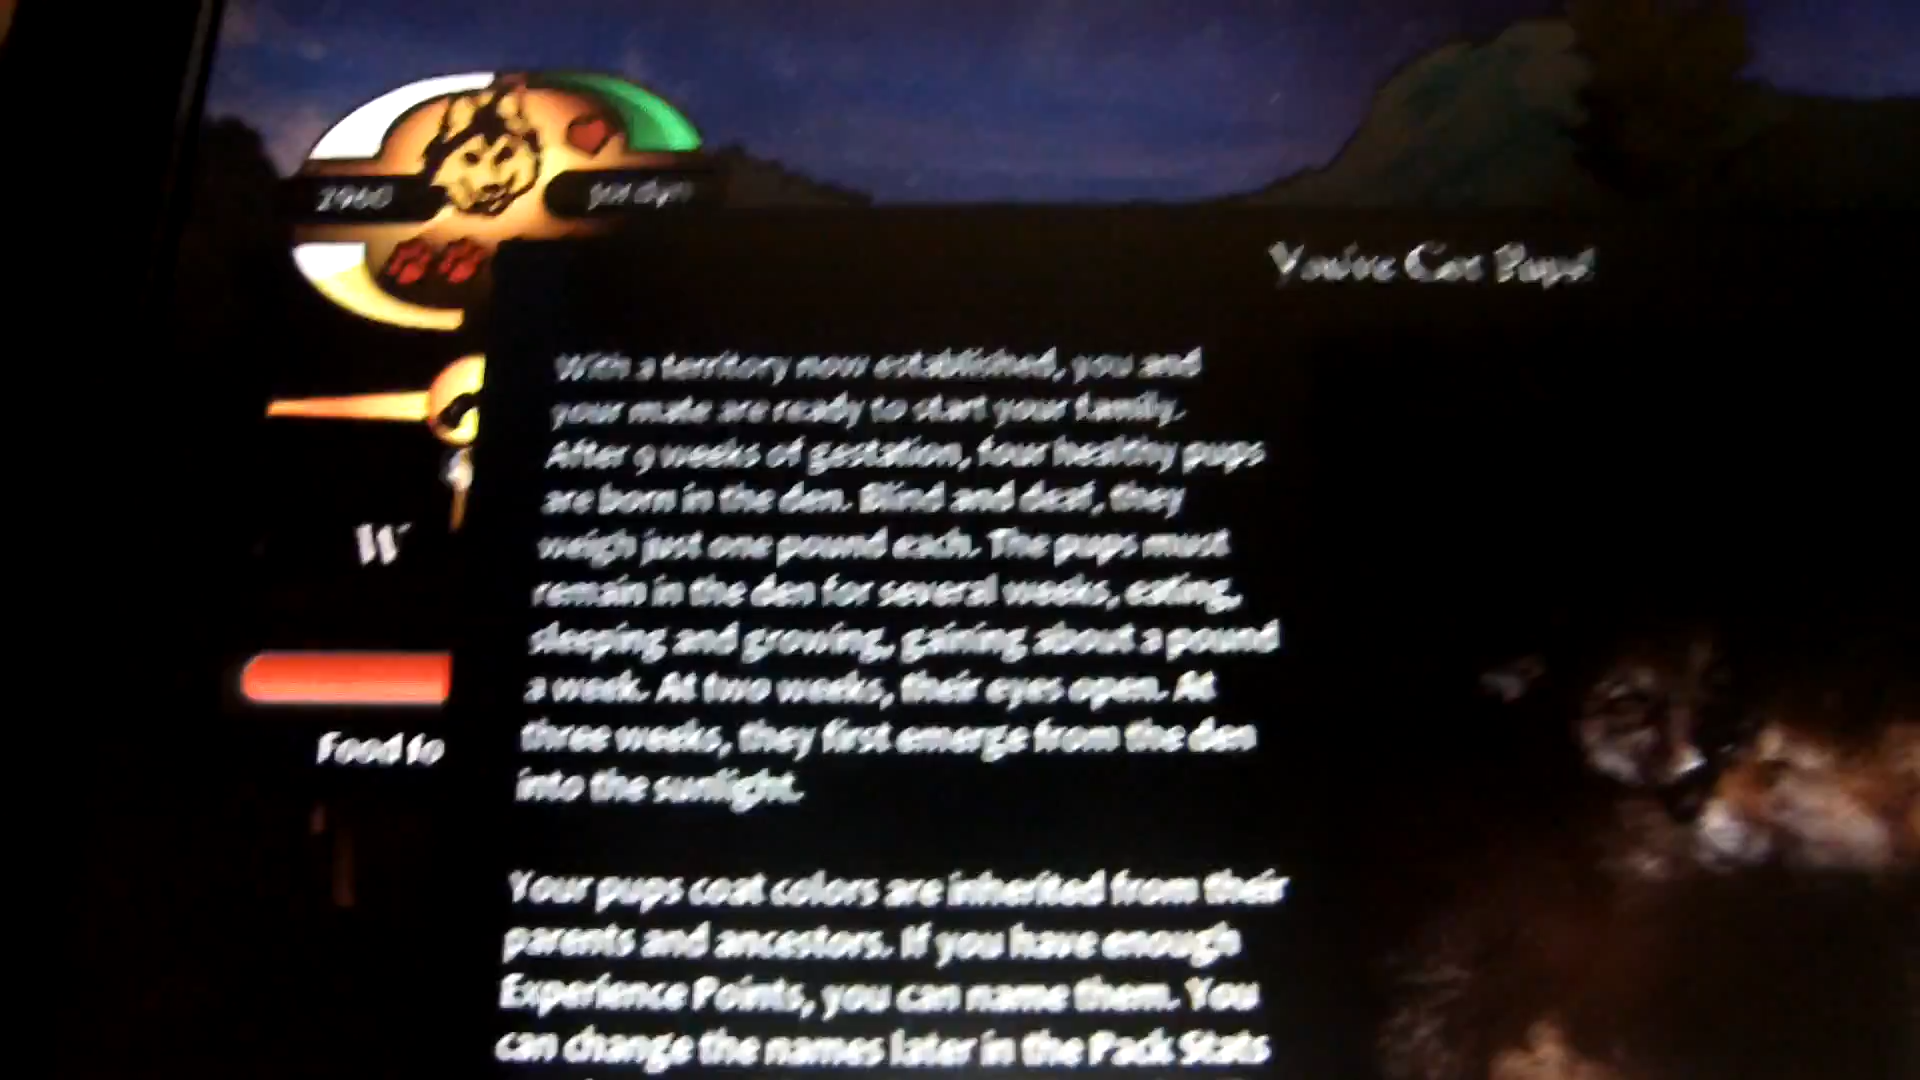 2960
Jordyn
You've Got Pups!
With a territory now established, you and
your mate are ready to start your family.
After 9 weeks of gestation, four healthy pups
are born in the den. Blind and deaf, they
weigh just one pound each. The pups must
remain in the den for several weeks, eating,
sleeping and growing, gaining about a pound
a week. At two weeks, their eyes open. At
three weeks, they first emerge from the den
into the sunlight.
Your pups coat colors are inherited from their
parents and ancestors. If you have enough
Experience Points, you can name them. You
can change the names later in the Pack Stats
W
Food fo